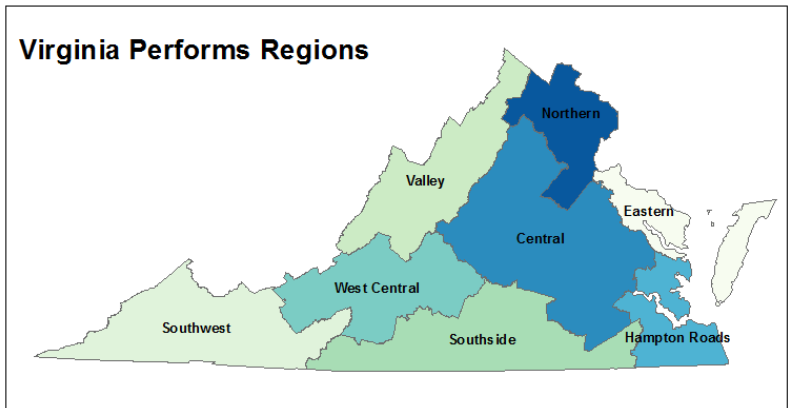 Virginia Performs Regions
Northern
Valley
Eastern
Central
West Central
Southwest
Southside
Hampton Roads